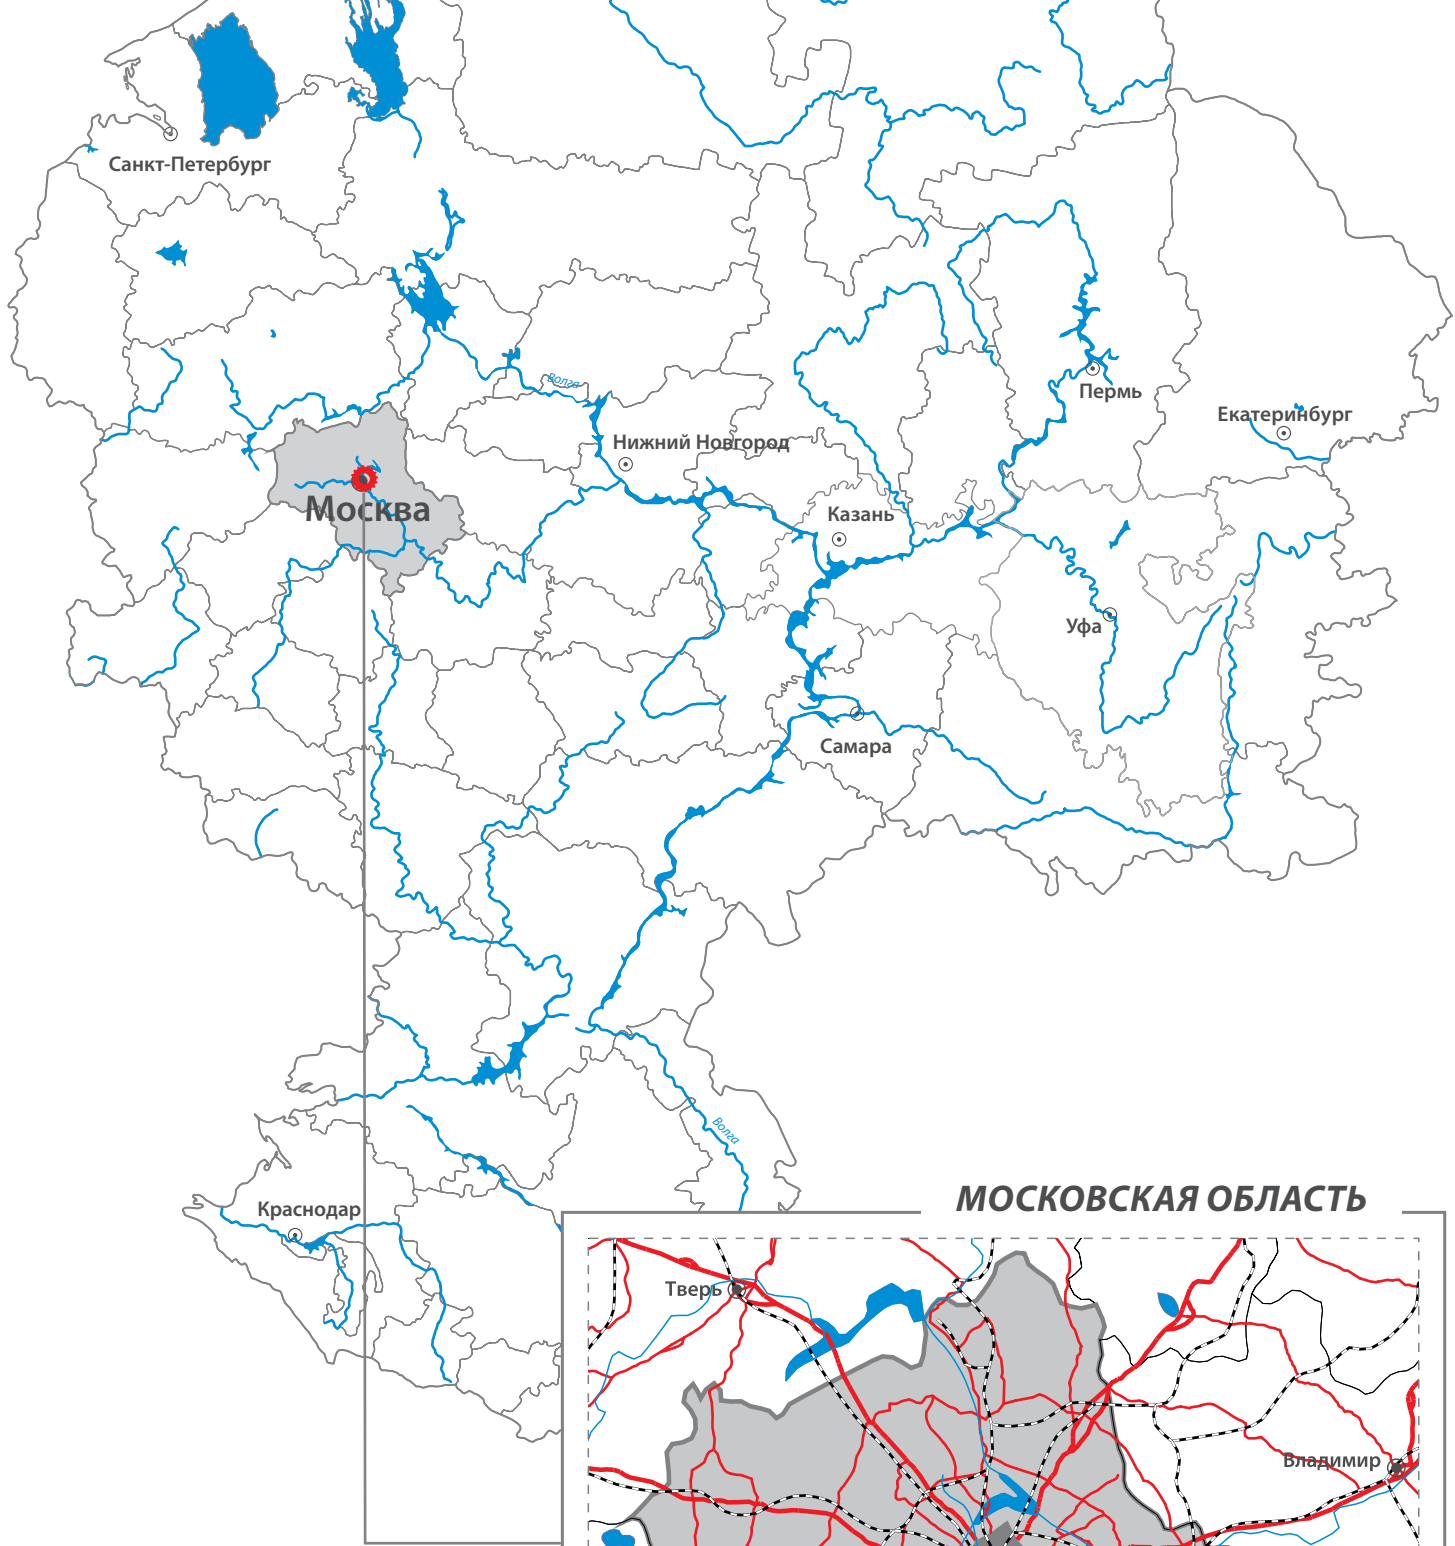 Санкт-Петербург
Волга
Пермь
Екатеринбург
Нижний Новгород
Москва
Казань
Уфа
Самара
Волга
МОСКОВСКАЯ ОБЛАСТЬ
Краснодар
Тверь
Владимир